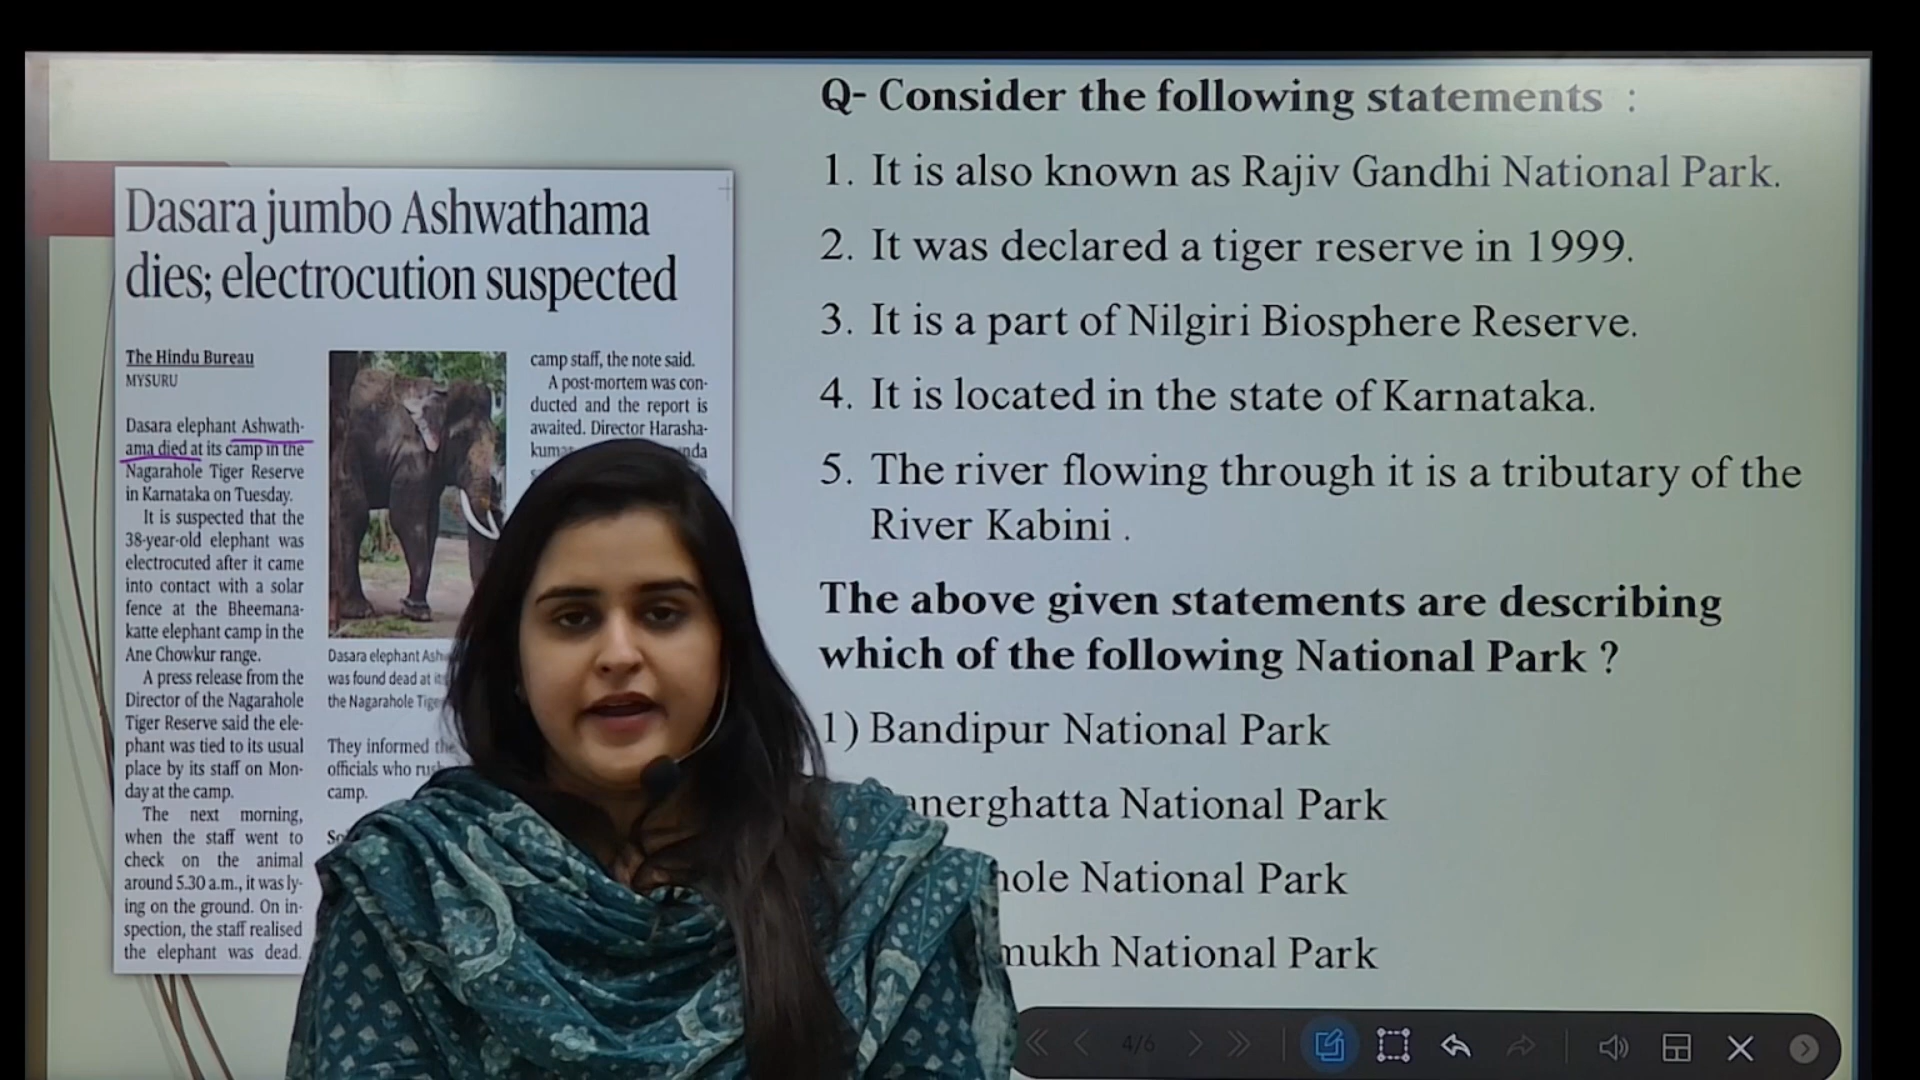 Dasara jumbo Ashwathama
dies; electrocution suspected
The Hindu Bureau
MYSURU
Dasara elephant Ashwath-
ama died at its camp in the
Nagarahole Tiger Reserve
in Karnataka on Tuesday.
It is suspected that the
38-year-old elephant was
electrocuted after it came
into contact with a solar
fence at the Bheemana-
katte elephant camp in the
Ane Chowkur range.
A press release from the
Director of the Nagarahole
Tiger Reserve said the ele-
phant was tied to its usual
place by its staff on Mon-
day at the camp.
The next morning,
when the staff went to
check on the animal
around 5.30 a.m., it was ly-
ing on the ground. On in-
spection, the staff realised
the elephant was dead.
Dasara elephant
was found dead at
the Nagarahole
They informed
officials who
camp.
camp staff, the note said.
A post-mortem was con-
ducted and the report is
awaited. Director Harasha-
Q- Consider the following statements :
1. It is also known as Rajiv Gandhi National Park.
2. It was declared a tiger reserve in 1999.
3. It is a part of Nilgiri Biosphere Reserve.
4. It is located in the state of Karnataka.
5. The river flowing through it is a tributary of the
River Kabini .
The above given statements are describing
which of the following National Park ?
1) Bandipur National Park
National Park
National Park
National Park
4/6